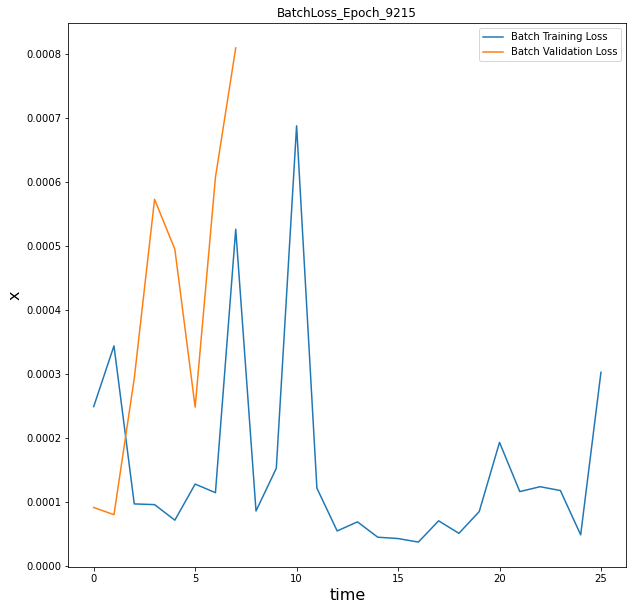 BatchLoss_Epoch_9215
Batch Training Loss
Batch Validation Loss
0.0008
0.0007
0.0006
0.0005
0.0004
0.0003
0.0002
0.0001
0.0000
x
0 5 10 15 20 25
time